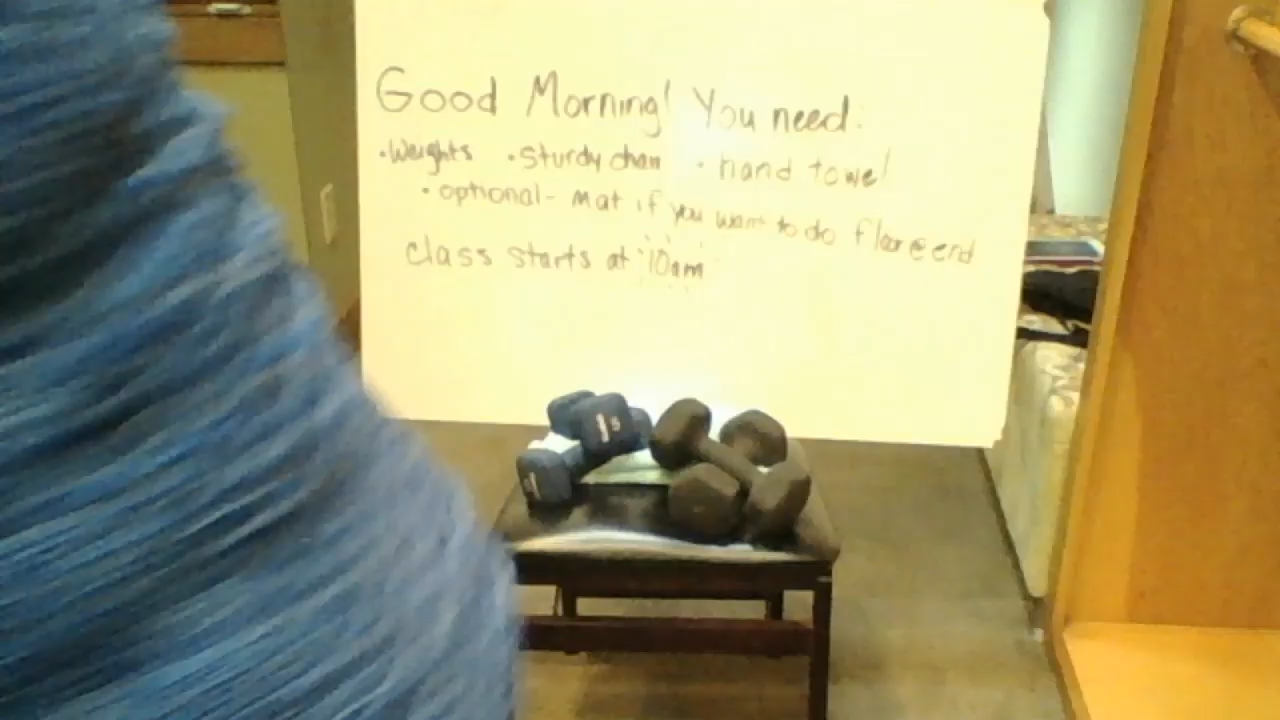 Good Morning! You need:
• Weights • sturdy chair • hand towel
• optional - mat if you want to do floor @ end
class starts at 10am
5